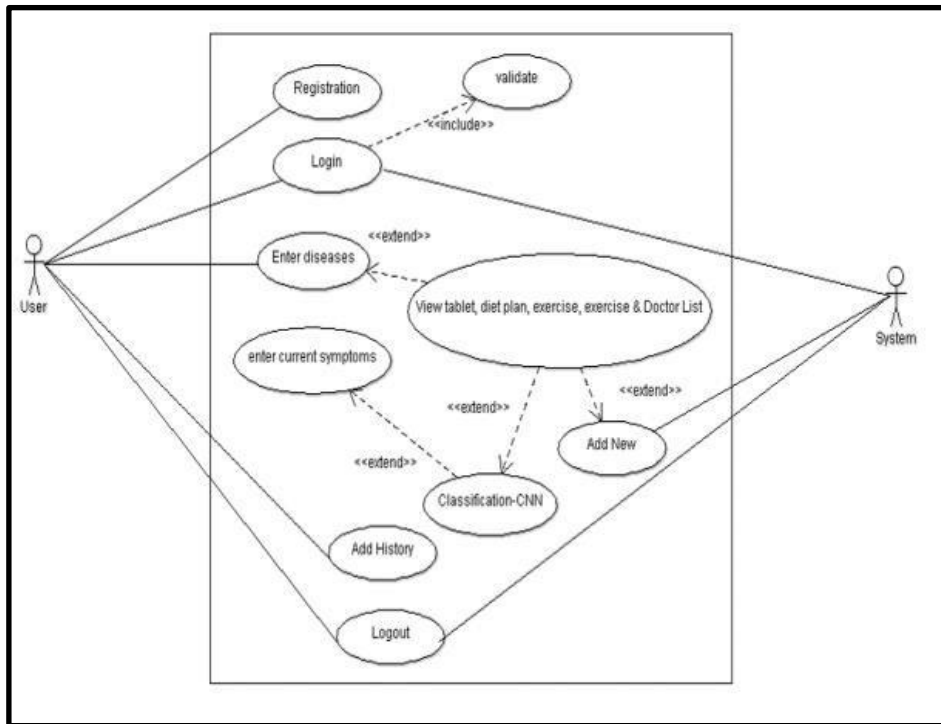 validate
Registration
<<include>>
Login
<<extend>>
Enter diseases
User
View tablet, diet plan, exercise, exercise & Doctor List
System
enter current symptoms
<<extend>>
<<extend>>
Add New
<<extend>>
Classification-CNN
Add History
Logout